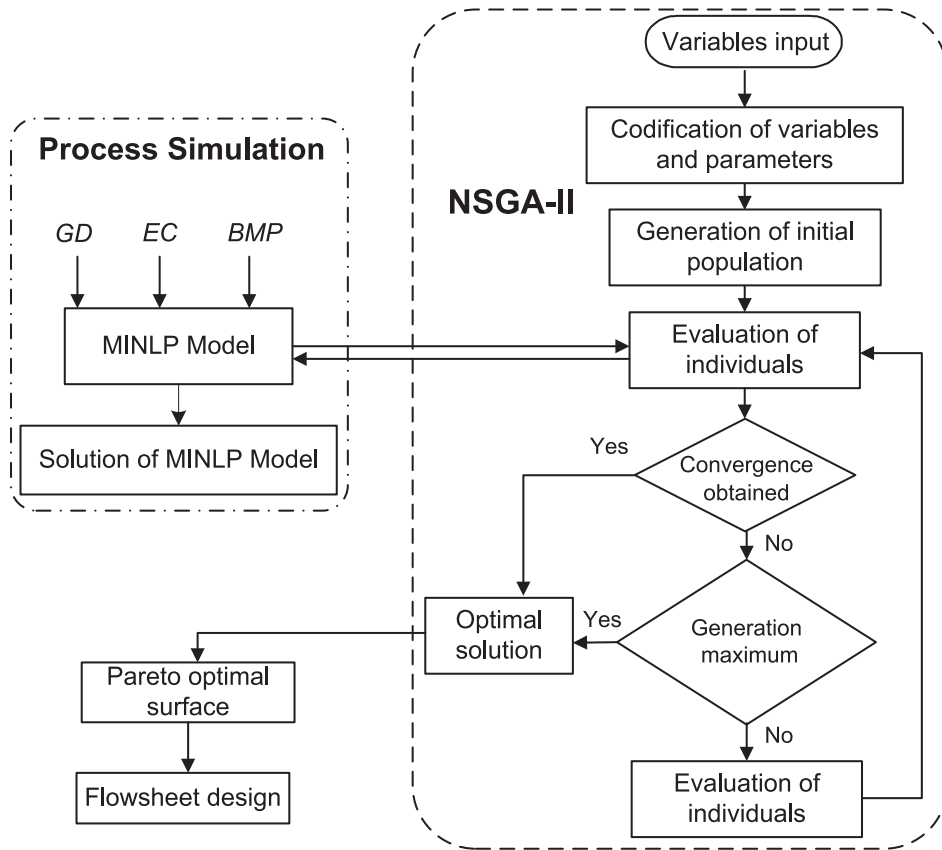 Variables input
Codification of variables
and parameters
Process Simulation
NSGA-II
GD
EC
BMP
Generation of initial
population
MINLP Model
Evaluation of
individuals
Solution of MINLP Model
Yes
Convergence
obtained
No
Optimal
solution
Yes
Generation
maximum
Pareto optimal
surface
No
Flowsheet design
Evaluation of
individuals